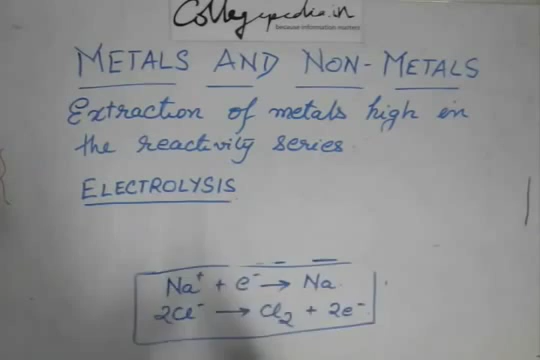 Collegepedia.in
because information matters
METALS AND NON-METALS
Extraction of metals high in
the reactivity series
ELECTROLYSIS
Na⁺ + e⁻ → Na
2Cl⁻ → Cl₂ + 2e⁻